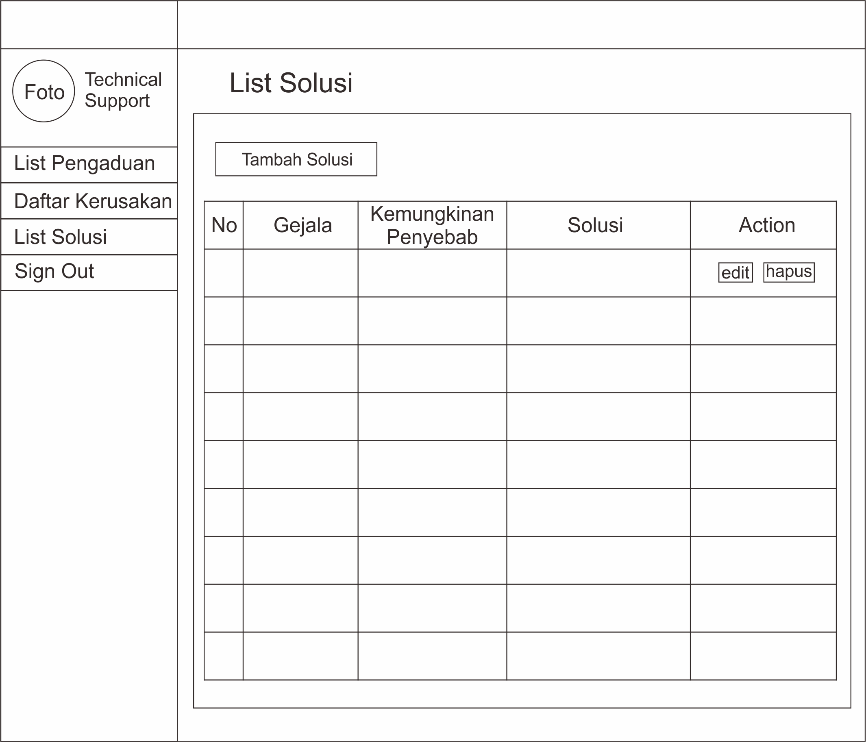 Foto
Technical
Support
List Pengaduan
Daftar Kerusakan
List Solusi
Sign Out
List Solusi
Tambah Solusi
No Gejala Kemungkinan Penyebab Solusi Action
edit hapus